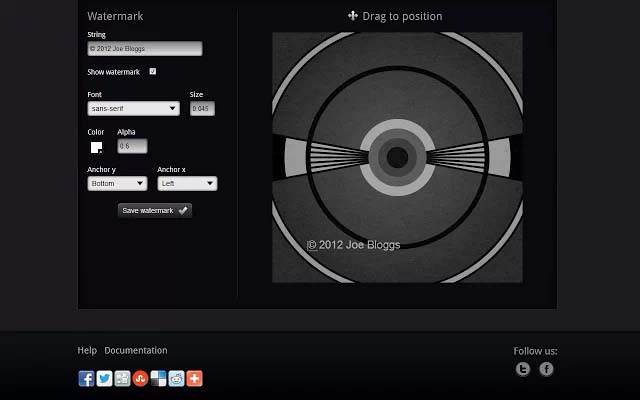 Watermark
String
© 2012 Joe Bloggs
Show watermark
Font
Size
sans-serif
0.045
Color
Alpha
0.5
Anchor y
Anchor x
Bottom
Left
Save watermark
Drag to position
© 2012 Joe Bloggs
Help
Documentation
Follow us: